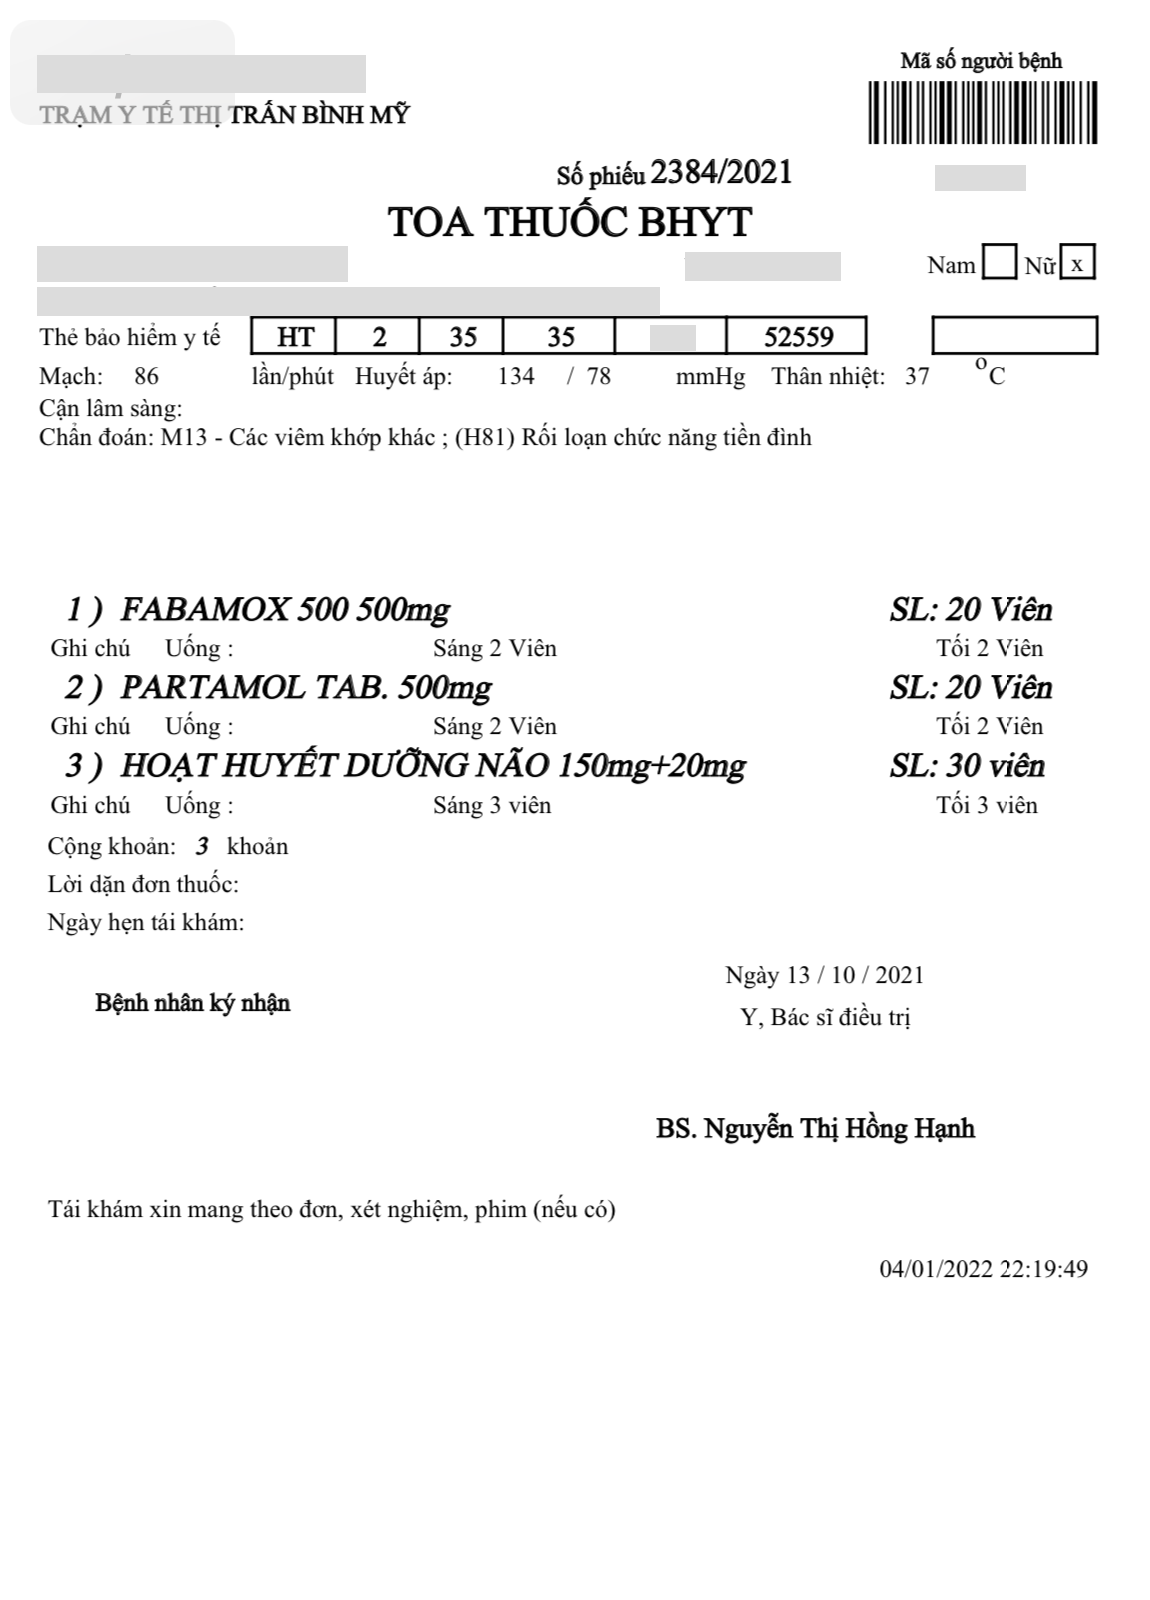 Mã số người bệnh
TRẠM Y TẾ THỊ TRẤN BÌNH MỸ
Số phiếu 2384/2021
TOA THUỐC BHYT
Nam Nữ x
Thẻ bảo hiểm y tế HT 2 35 35 52559
Mạch: 86 lần/phút Huyết áp: 134 / 78 mmHg Thân nhiệt: 37 °C
Cận lâm sàng:
Chẩn đoán: M13 - Các viêm khớp khác ; (H81) Rối loạn chức năng tiền đình
1 ) FABAMOX 500 500mg SL: 20 Viên
Ghi chú Uống : Sáng 2 Viên Tối 2 Viên
2 ) PARTAMOL TAB. 500mg SL: 20 Viên
Ghi chú Uống : Sáng 2 Viên Tối 2 Viên
3 ) HOẠT HUYẾT DƯỠNG NÃO 150mg+20mg SL: 30 viên
Ghi chú Uống : Sáng 3 viên Tối 3 viên
Cộng khoản: 3 khoản
Lời dặn đơn thuốc:
Ngày hẹn tái khám:
Ngày 13 / 10 / 2021
Bệnh nhân ký nhận
Y, Bác sĩ điều trị
BS. Nguyễn Thị Hồng Hạnh
Tái khám xin mang theo đơn, xét nghiệm, phim (nếu có)
04/01/2022 22:19:49